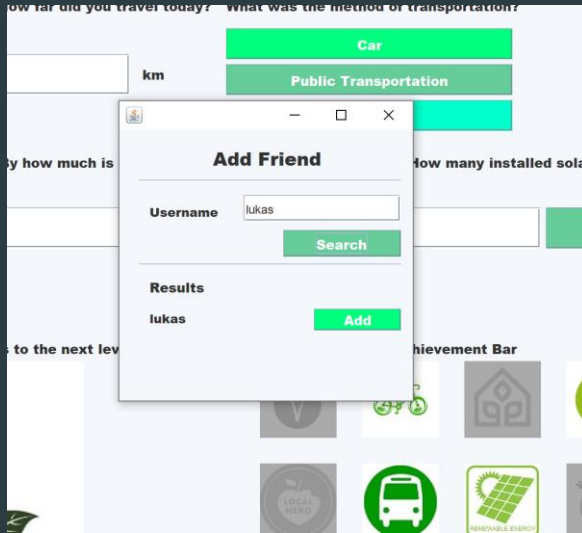 ow far did you travel today? What was the method of transportation?
Car
km
Public Transportation
Add Friend
By how much is
How many installed sola
Username
lukas
Search
Results
lukas
Add
s to the next lev
hievement Bar
V
LOCAL
HERO
RENEWABLE ENERGY